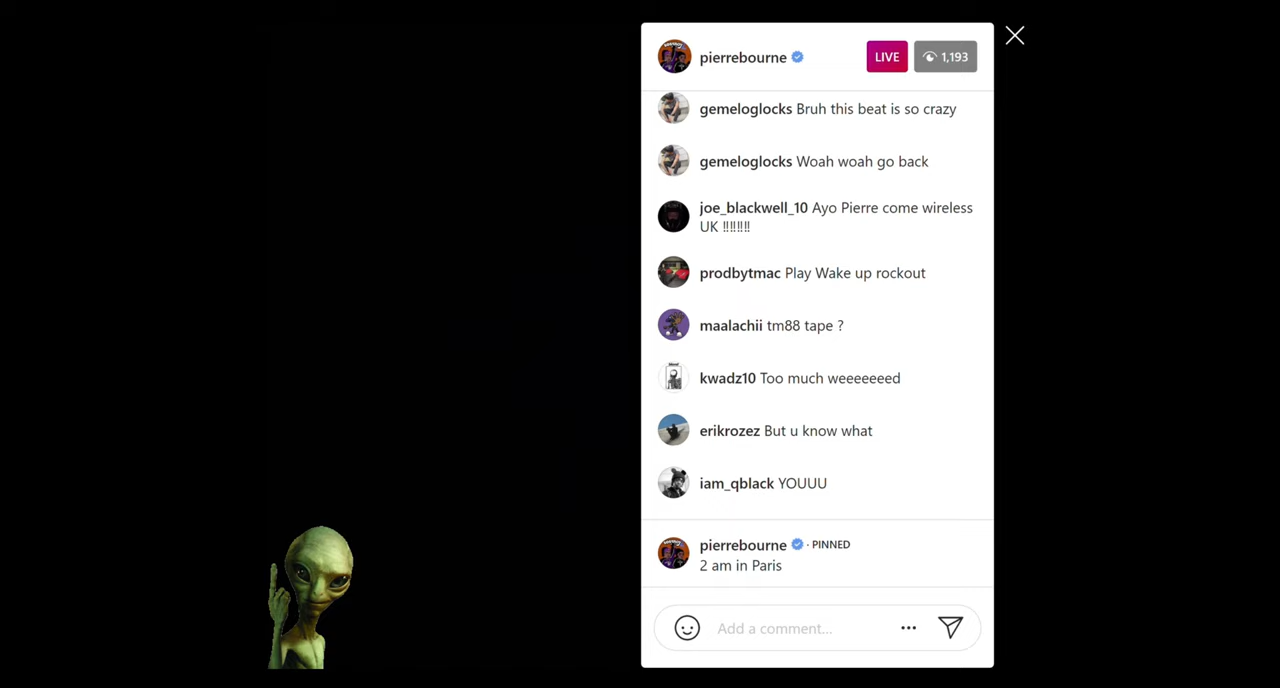 pierrebourne
LIVE
1,193
gemeloglocks Bruh this beat is so crazy
gemeloglocks Woah woah go back
joe_blackwell_10 Ayo Pierre come wireless
UK ‼‼‼‼
prodbytmac Play Wake up rockout
maalachii tm88 tape ?
kwadz10 Too much weeeeeeed
erikrozez But u know what
iam_qblack YOUUU
pierrebourne · PINNED
2 am in Paris
Add a comment...